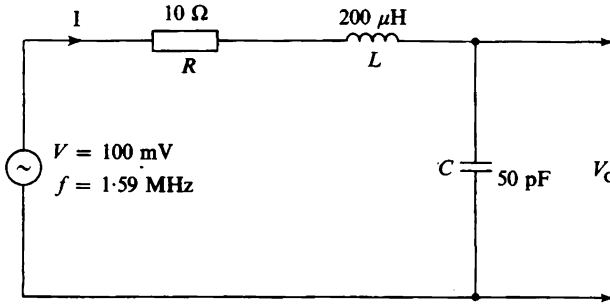 I
10 Ω
R
200 μH
L
V = 100 mV
f = 1·59 MHz
~
C
50 pF